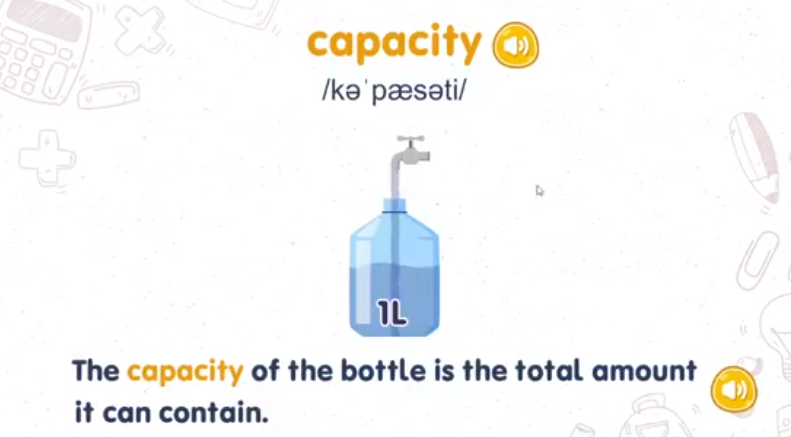 capacity
/kəˈpæsəti/
1L
The capacity of the bottle is the total amount
it can contain.